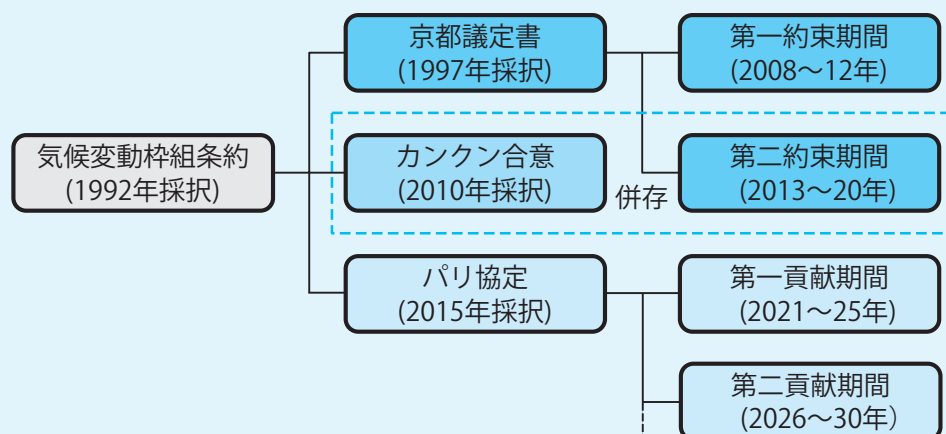 京都議定書
(1997年採択)
第一約束期間
(2008～12年)
気候変動枠組条約
(1992年採択)
カンクン合意
(2010年採択)
併存
第二約束期間
(2013～20年)
パリ協定
(2015年採択)
第一貢献期間
(2021～25年)
第二貢献期間
(2026～30年）